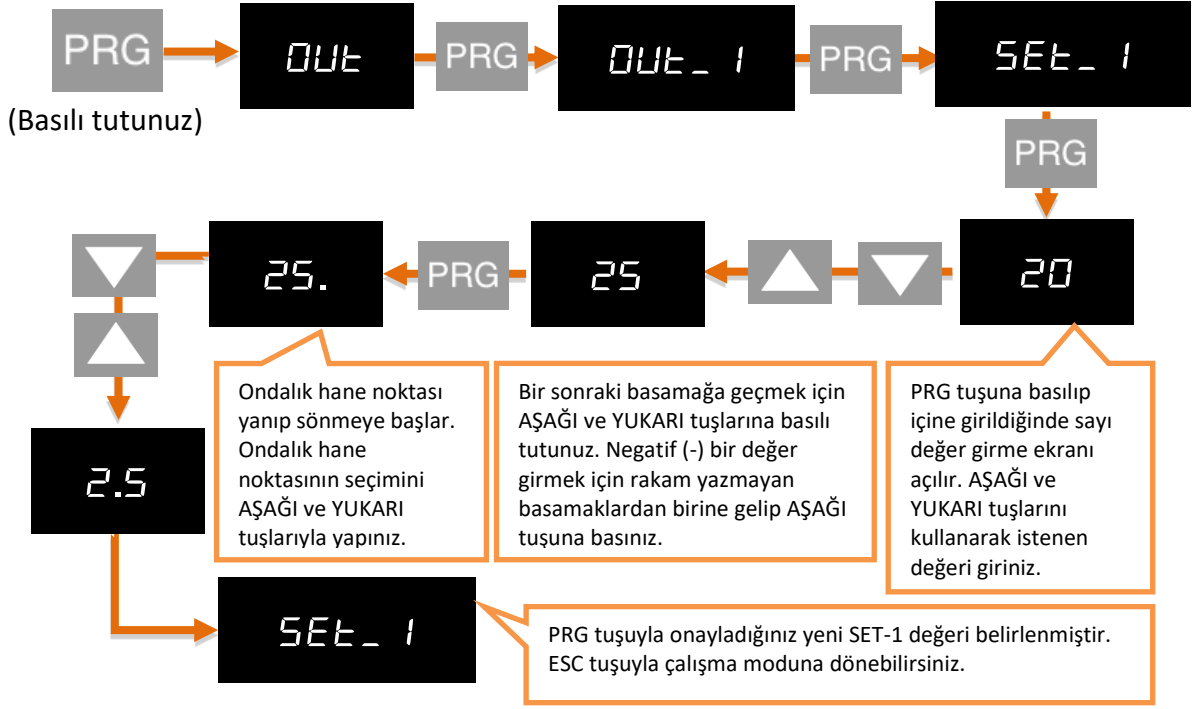 PRG
OUt
PRG
OUt_ 1
PRG
SEt_ 1
(Basılı tutunuz)
PRG
20
25
PRG
25.
Ondalık hane noktası
yanıp sönmeye başlar.
Ondalık hane
noktasının seçimini
AŞAĞI ve YUKARI
tuşlarıyla yapınız.
Bir sonraki basamağa geçmek için
AŞAĞI ve YUKARI tuşlarına basılı
tutunuz. Negatif (-) bir değer
girmek için rakam yazmayan
basamaklardan birine gelip AŞAĞI
tuşuna basınız.
PRG tuşuna basılıp
içine girildiğinde sayı
değer girme ekranı
açılır. AŞAĞI ve
YUKARI tuşlarını
kullanarak istenen
değeri giriniz.
2.5
SEt_ 1
PRG tuşuyla onayladığınız yeni SET-1 değeri belirlenmiştir.
ESC tuşuyla çalışma moduna dönebilirsiniz.